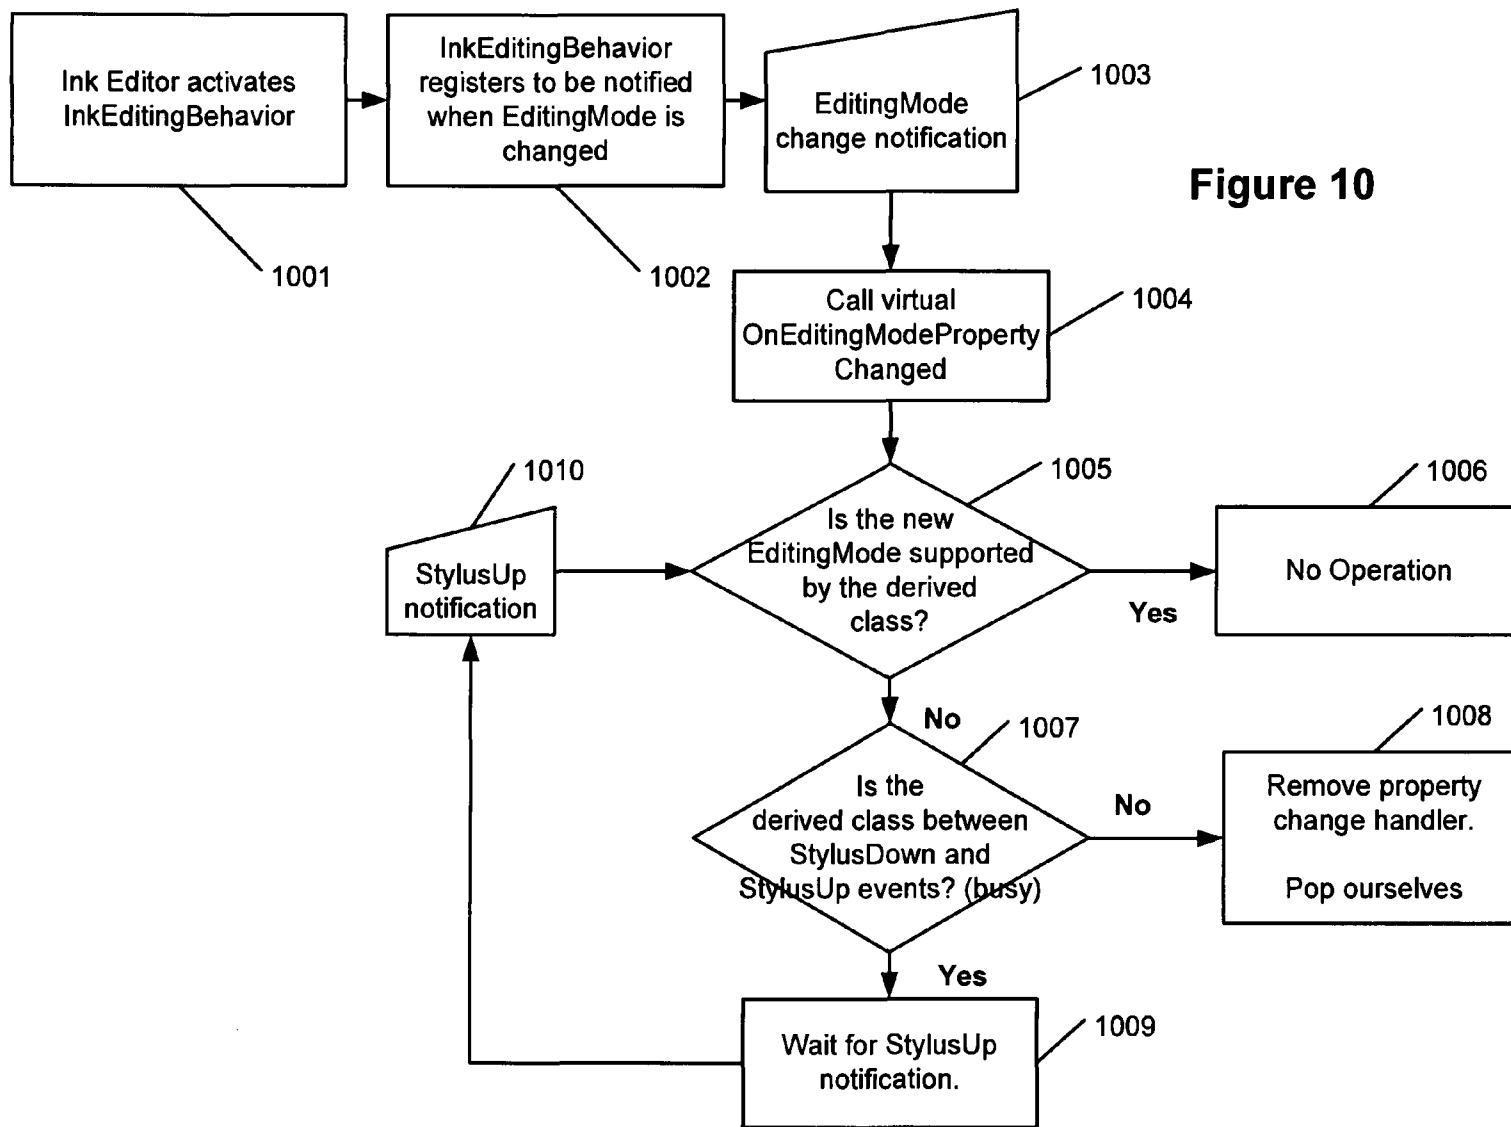 Ink Editor activates
InkEditingBehavior
1001
InkEditingBehavior
registers to be notified
when EditingMode is
changed
1002
EditingMode
change notification
1003
Figure 10
Call virtual
OnEditingModeProperty
Changed
1004
1010
StylusUp
notification
Is the new
EditingMode supported
by the derived
class?
1005
Yes
1006
No Operation
No
1007
Is the
derived class between
StylusDown and
StylusUp events? (busy)
No
1008
Remove property
change handler.
Pop ourselves
Yes
Wait for StylusUp
notification.
1009